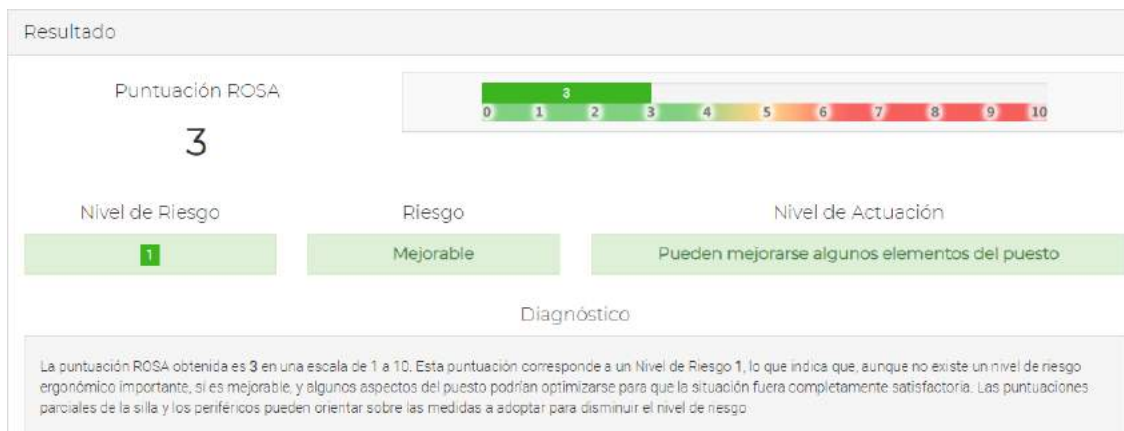 Resultado
Puntuación ROSA
3
3
0 1 2 3 4 5 6 7 8 9 10
Nivel de Riesgo
Riesgo
Nivel de Actuación
1
Mejorable
Pueden mejorarse algunos elementos del puesto
Diagnóstico
La puntuación ROSA obtenida es 3 en una escala de 1 a 10. Esta puntuación corresponde a un Nivel de Riesgo 1, lo que indica que, aunque no existe un nivel de riesgo
ergonómico importante, sí es mejorable, y algunos aspectos del puesto podrían optimizarse para que la situación fuera completamente satisfactoria. Las puntuaciones
parciales de la silla y los periféricos pueden orientar sobre las medidas a adoptar para disminuir el nivel de riesgo